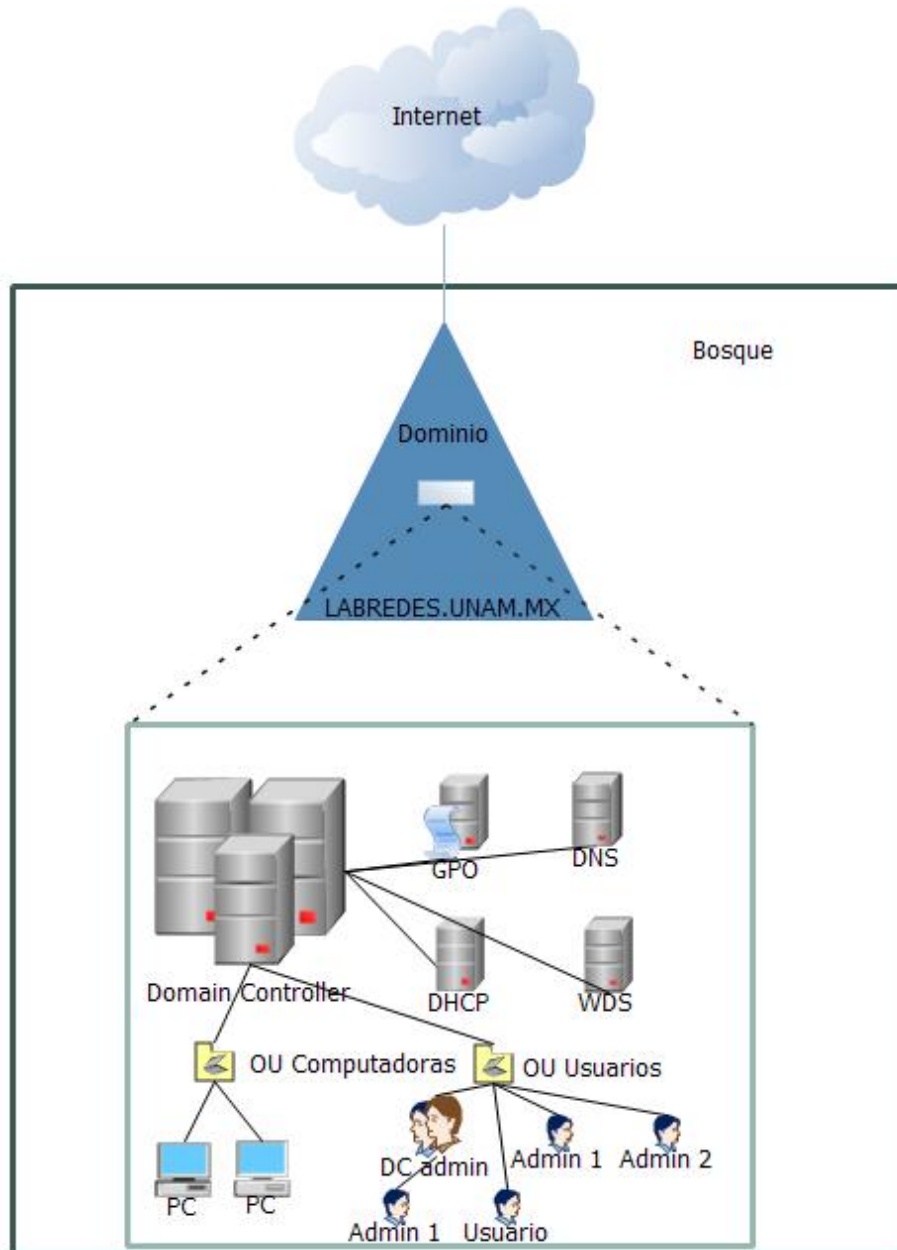 Internet
Bosque
Dominio
LABREDES.UNAM.MX
GPO
DNS
Domain Controller
DHCP
WDS
OU Computadoras
OU Usuarios
DC admin
Admin 1
Admin 2
PC
PC
Admin 1
Usuario